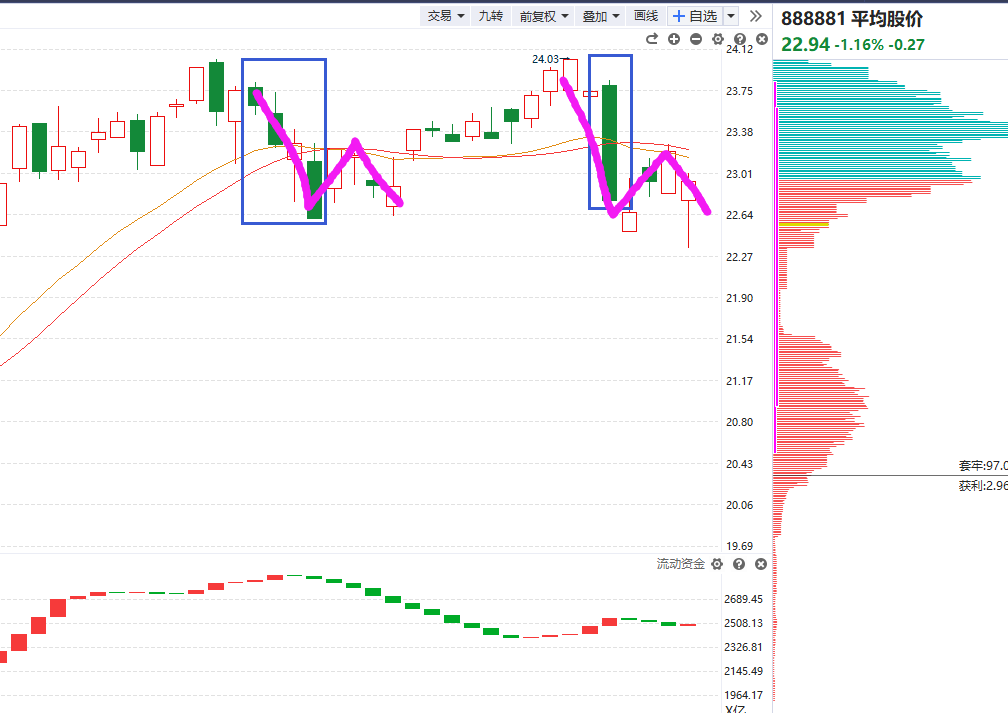 交易 九转 前复权 叠加 画线 + 自选
888881 平均股价
22.94 -1.16% -0.27
24.12
24.03
23.75
23.38
23.01
22.64
22.27
21.90
21.54
21.17
20.80
20.43
套牢:97.0
获利:2.96
20.06
19.69
流动资金
2689.45
2508.13
2326.81
2145.49
1964.17
X亿